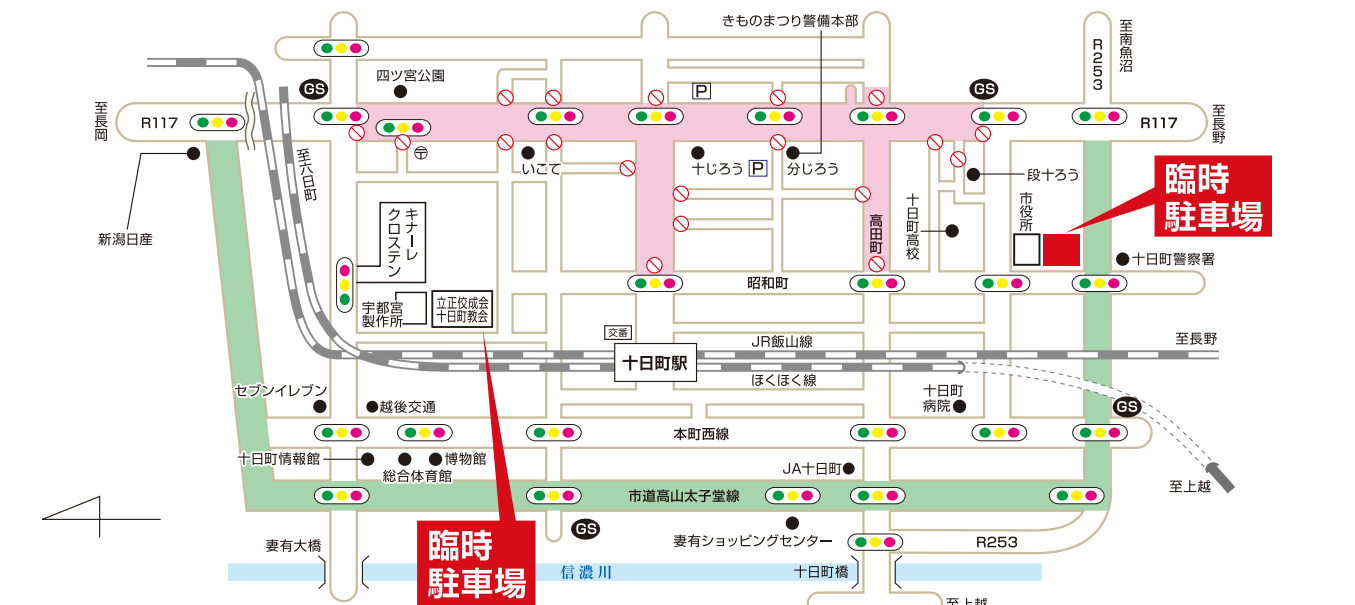 きものまつり警備本部
至南魚沼
R253
四ツ宮公園
GS
GS
P
至長岡
R117
R117
至長野
〒
いこて
十じろう
P
分じろう
段十ろう
至六日町
市役所
臨時
駐車場
十日町高校
高田町
キナーレ
クロステン
新潟日産
十日町警察署
昭和町
宇都宮
製作所
立正佼成会
十日町教会
交番
JR飯山線
至長野
十日町駅
ほくほく線
セブンイレブン
越後交通
十日町
病院
GS
本町西線
十日町情報館
博物館
総合体育館
JA十日町
至上越
市道高山太子堂線
GS
臨時
駐車場
妻有大橋
妻有ショッピングセンター
R253
信濃川
十日町橋
至上越